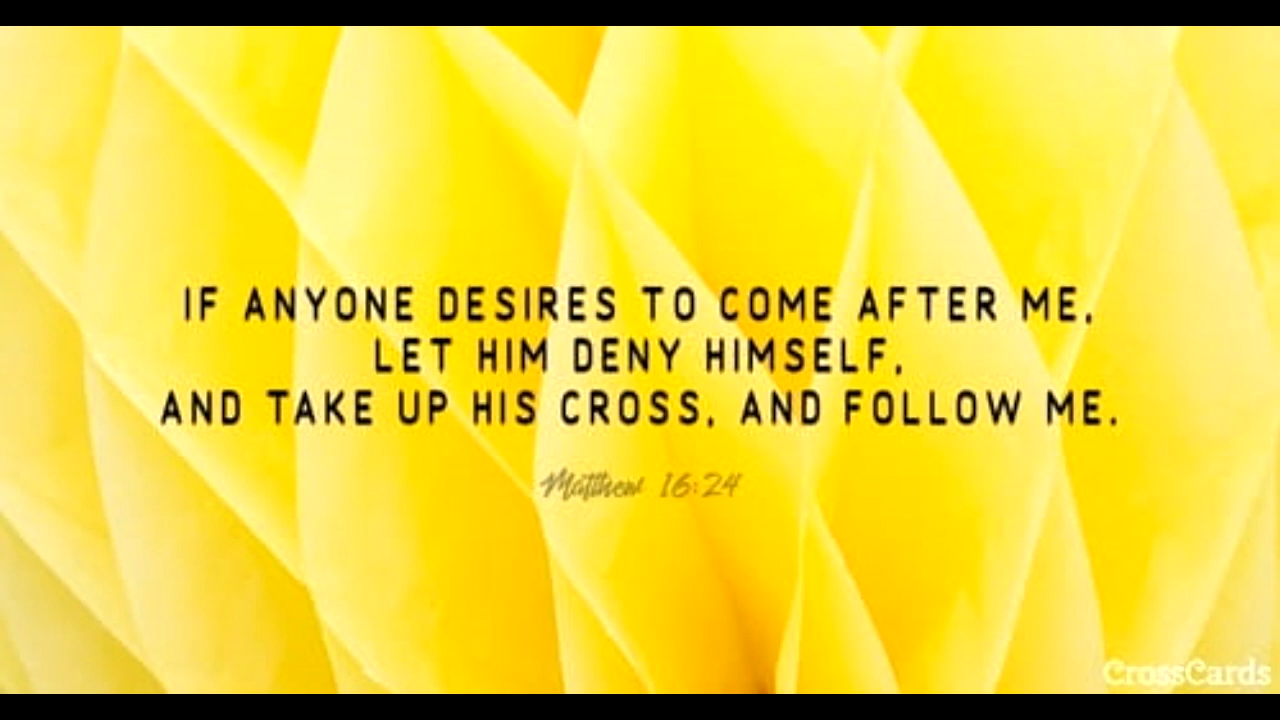 IF ANYONE DESIRES TO COME AFTER ME,
LET HIM DENY HIMSELF,
AND TAKE UP HIS CROSS, AND FOLLOW ME.
Matthew 16:24
CrossCards